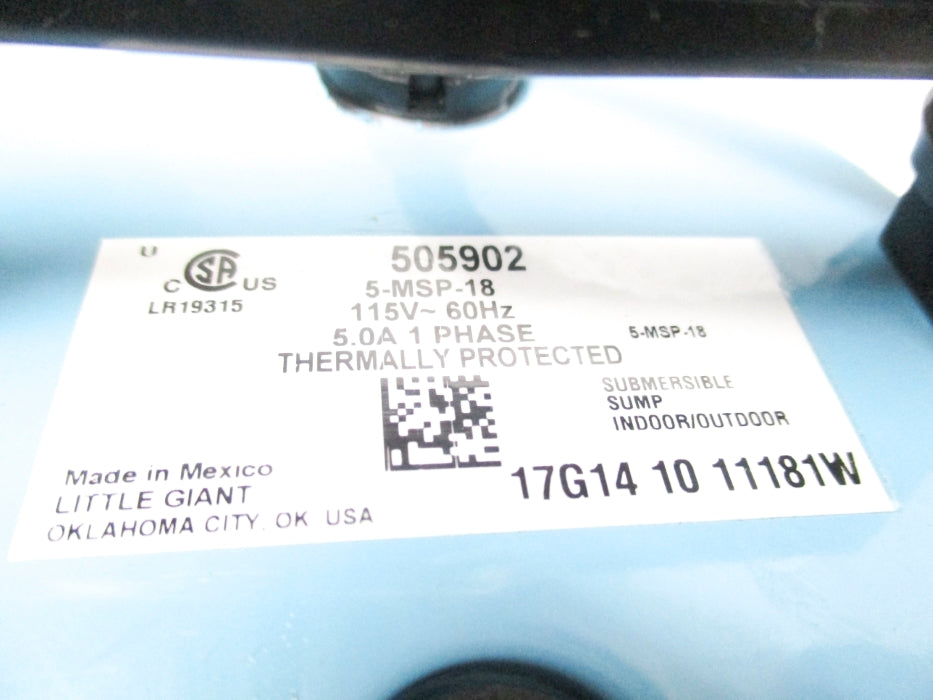 U
C SA US
LR19315
505902
5-MSP-18
115V~ 60Hz
5.0A 1 PHASE
THERMALLY PROTECTED
5-MSP-18
SUBMERSIBLE
SUMP
INDOOR/OUTDOOR
17G14 10 11181W
Made in Mexico
LITTLE GIANT
OKLAHOMA CITY, OK USA